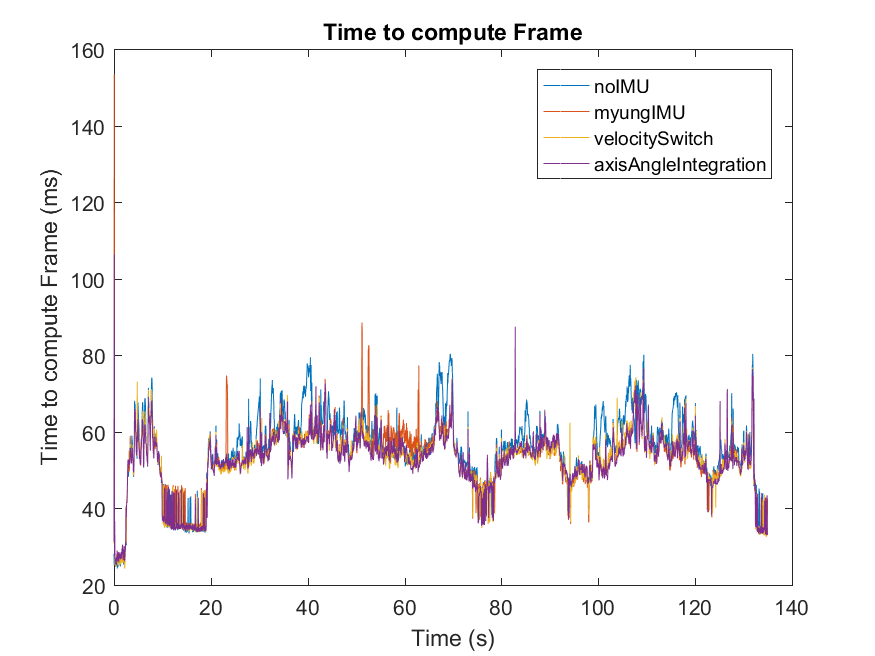 Time to compute Frame
160
140
120
100
80
60
40
20
0
20
40
60
80
100
120
140
Time to compute Frame (ms)
Time (s)
noIMU
myungIMU
velocitySwitch
axisAngleIntegration